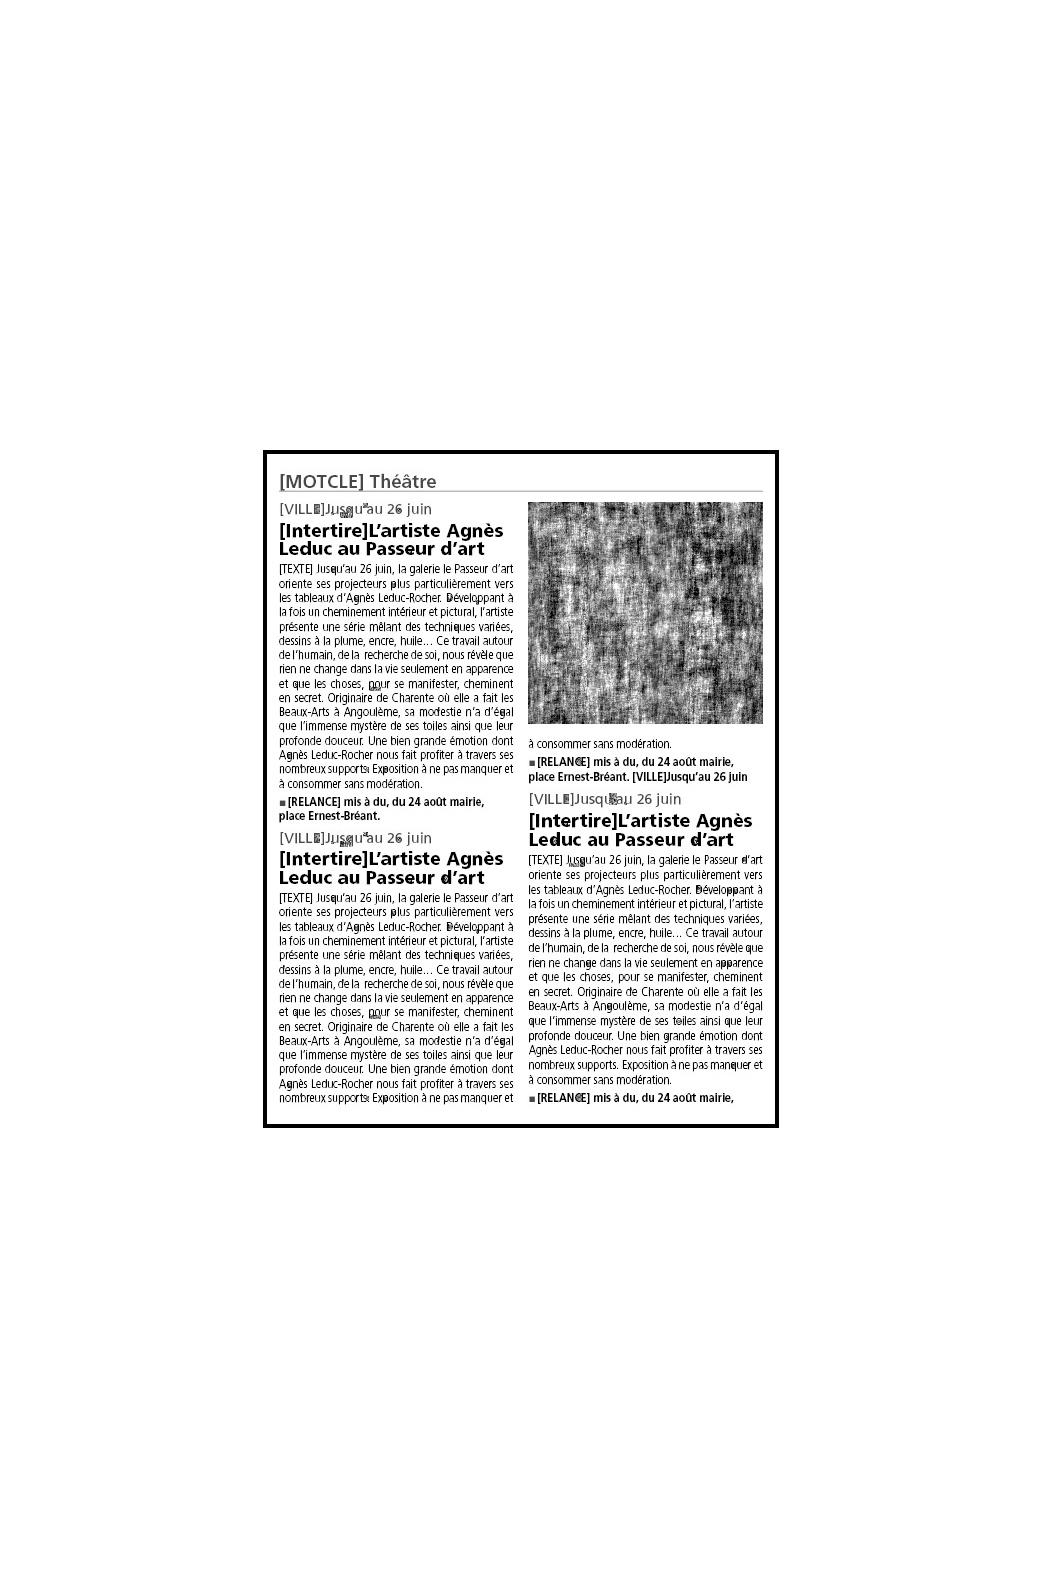 [MOTCLE] Théâtre
[VILLE]Jusqu'au 26 juin
[Intertire]L'artiste Agnès
Leduc au Passeur d'art
[TEXTE] Jusqu'au 26 juin, la galerie le Passeur d'art
oriente ses projecteurs plus particulièrement vers
les tableaux d'Agnès Leduc-Rocher. Développant à
la fois un cheminement intérieur et pictural, l'artiste
présente une série mêlant des techniques variées,
dessins à la plume, encre, huile... Ce travail autour
de l'humain, de la recherche de soi, nous révèle que
rien ne change dans la vie seulement en apparence
et que les choses, pour se manifester, cheminent
en secret. Originaire de Charente où elle a fait les
Beaux-Arts à Angoulème, sa modestie n'a d'égal
que l'immense mystère de ses toiles ainsi que leur
profonde douceur. Une bien grande émotion dont
Agnès Leduc-Rocher nous fait profiter à travers ses
nombreux supports. Exposition à ne pas manquer et
à consommer sans modération.
■ [RELANCE] mis à du, du 24 août mairie,
place Ernest-Bréant.
[VILLE]Jusqu'au 26 juin
[Intertire]L'artiste Agnès
Leduc au Passeur d'art
[TEXTE] Jusqu'au 26 juin, la galerie le Passeur d'art
oriente ses projecteurs plus particulièrement vers
les tableaux d'Agnès Leduc-Rocher. Développant à
la fois un cheminement intérieur et pictural, l'artiste
présente une série mêlant des techniques variées,
dessins à la plume, encre, huile... Ce travail autour
de l'humain, de la recherche de soi, nous révèle que
rien ne change dans la vie seulement en apparence
et que les choses, pour se manifester, cheminent
en secret. Originaire de Charente où elle a fait les
Beaux-Arts à Angoulème, sa modestie n'a d'égal
que l'immense mystère de ses toiles ainsi que leur
profonde douceur. Une bien grande émotion dont
Agnès Leduc-Rocher nous fait profiter à travers ses
nombreux supports. Exposition à ne pas manquer et
à consommer sans modération.
■ [RELANCE] mis à du, du 24 août mairie,
place Ernest-Bréant. [VILLE]Jusqu'au 26 juin
[VILLE]Jusqu'au 26 juin
[Intertire]L'artiste Agnès
Leduc au Passeur d'art
[TEXTE] Jusqu'au 26 juin, la galerie le Passeur d'art
oriente ses projecteurs plus particulièrement vers
les tableaux d'Agnès Leduc-Rocher. Développant à
la fois un cheminement intérieur et pictural, l'artiste
présente une série mêlant des techniques variées,
dessins à la plume, encre, huile... Ce travail autour
de l'humain, de la recherche de soi, nous révèle que
rien ne change dans la vie seulement en apparence
et que les choses, pour se manifester, cheminent
en secret. Originaire de Charente où elle a fait les
Beaux-Arts à Angoulème, sa modestie n'a d'égal
que l'immense mystère de ses toiles ainsi que leur
profonde douceur. Une bien grande émotion dont
Agnès Leduc-Rocher nous fait profiter à travers ses
nombreux supports. Exposition à ne pas manquer et
à consommer sans modération.
■ [RELANCE] mis à du, du 24 août mairie,